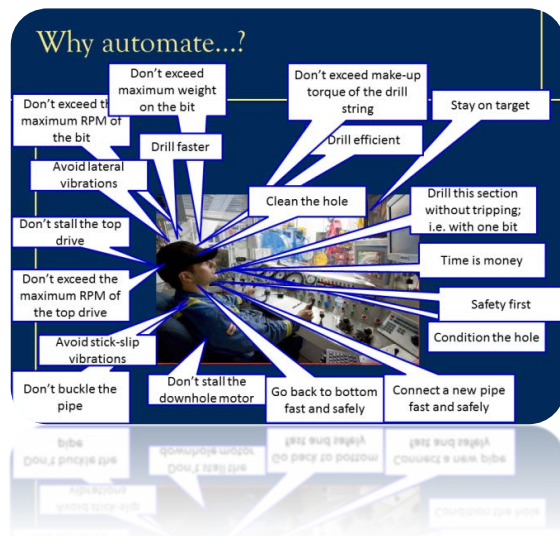 Why automate...?
Don't exceed
maximum weight
on the bit
Don't exceed make-up
torque of the drill
string
Stay on target
Don't exceed th
maximum RPM of
the bit
Drill faster
Drill efficient
Avoid lateral
vibrations
Clean the hole
Drill this section
without tripping;
i.e. with one bit
Don't stall the top
drive
Time is money
Don't exceed the
maximum RPM of
the top drive
Safety first
Avoid stick-slip
vibrations
Condition the hole
Don't buckle the
pipe
Don't stall the
downhole motor
Go back to bottom
fast and safely
Connect a new pipe
fast and safely